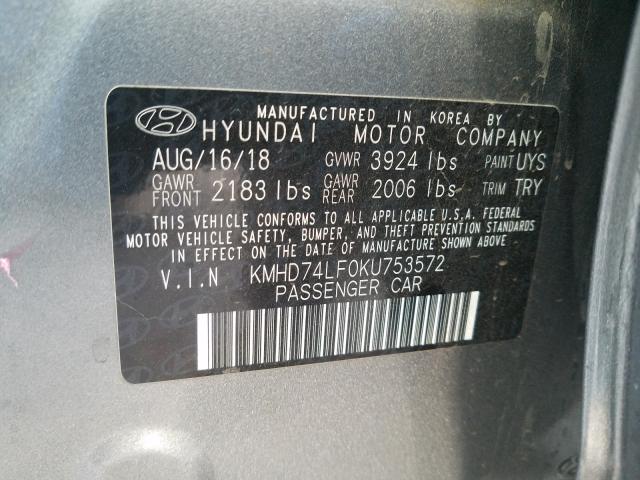 MANUFACTURED IN KOREA BY
HYUNDAI MOTOR COMPANY
AUG/16/18 GVWR 3924 lbs PAINT UYS
GAWR FRONT 2183 lbs GAWR REAR 2006 lbs TRIM TRY
THIS VEHICLE CONFORMS TO ALL APPLICABLE U.S.A. FEDERAL
MOTOR VEHICLE SAFETY, BUMPER, AND THEFT PREVENTION STANDARDS
IN EFFECT ON THE DATE OF MANUFACTURE SHOWN ABOVE.
V.I.N KMHD74LF0KU753572
PASSENGER CAR